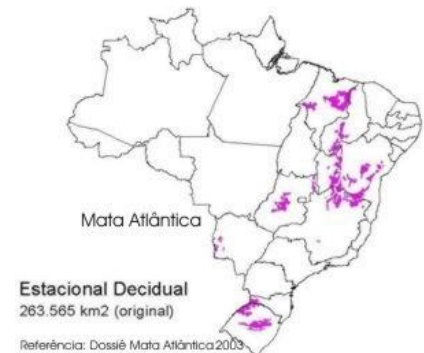 Mata Atlântica
Estacional Decidual
263.565 km2 (original)
Referência: Dossiê Mata Atlântica 2003